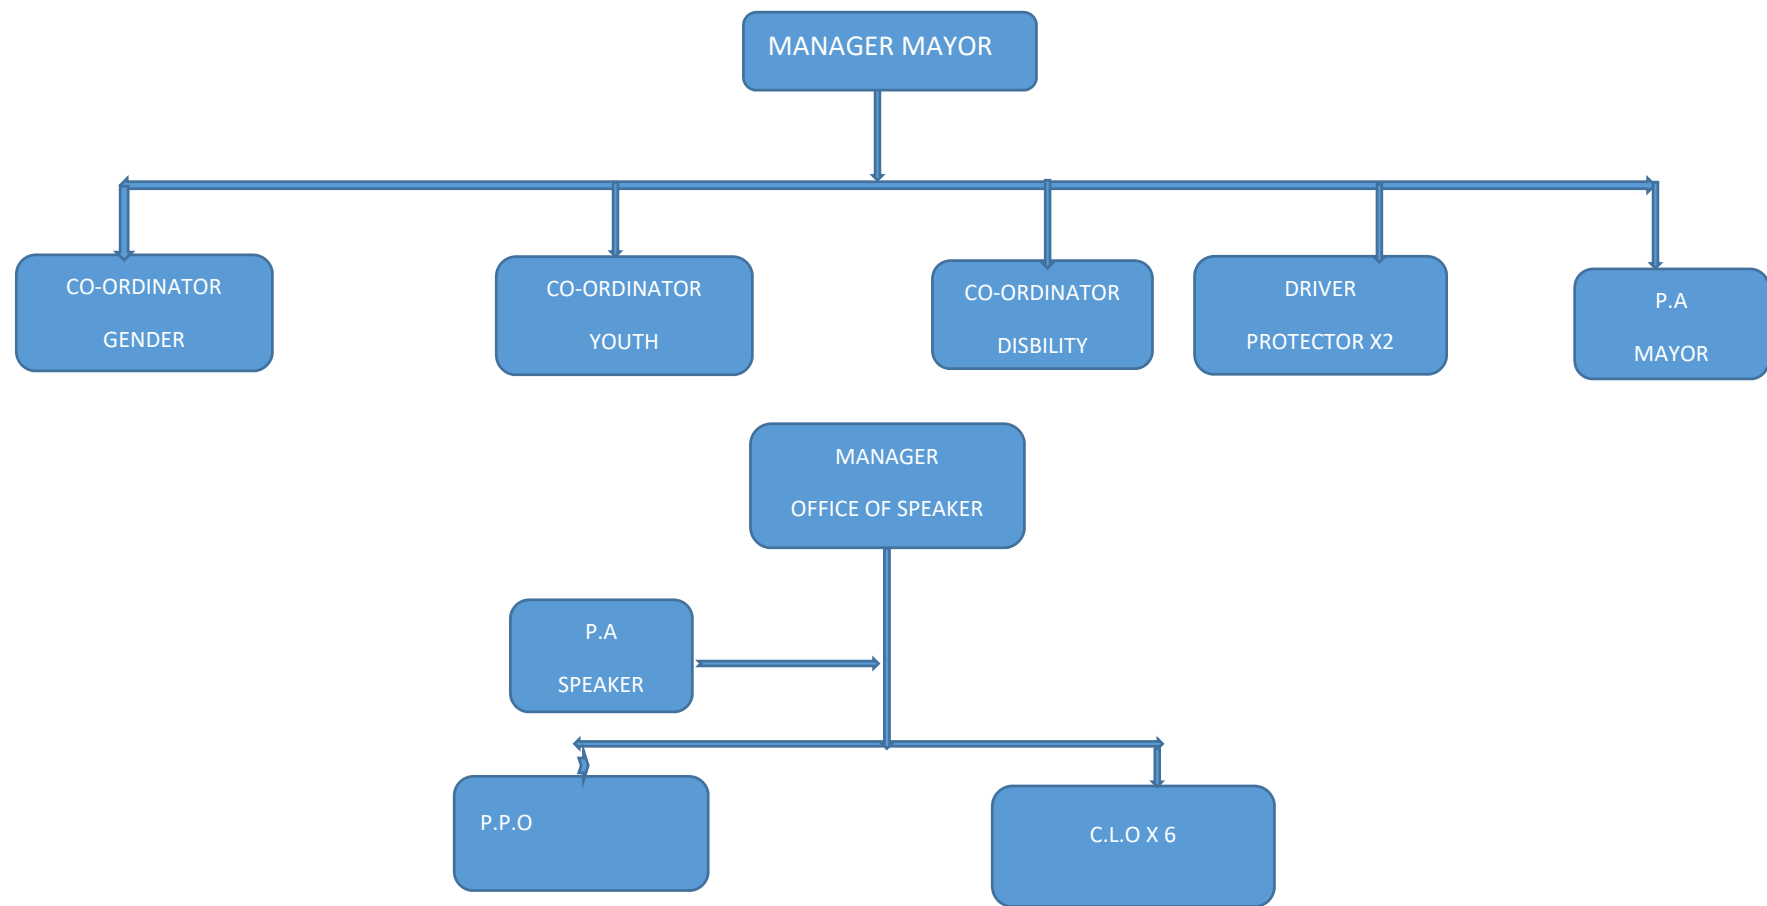 MANAGER MAYOR
CO-ORDINATOR
GENDER
CO-ORDINATOR
YOUTH
CO-ORDINATOR
DISBILITY
DRIVER
PROTECTOR X2
P.A
MAYOR
MANAGER
OFFICE OF SPEAKER
P.A
SPEAKER
P.P.O
C.L.O X 6